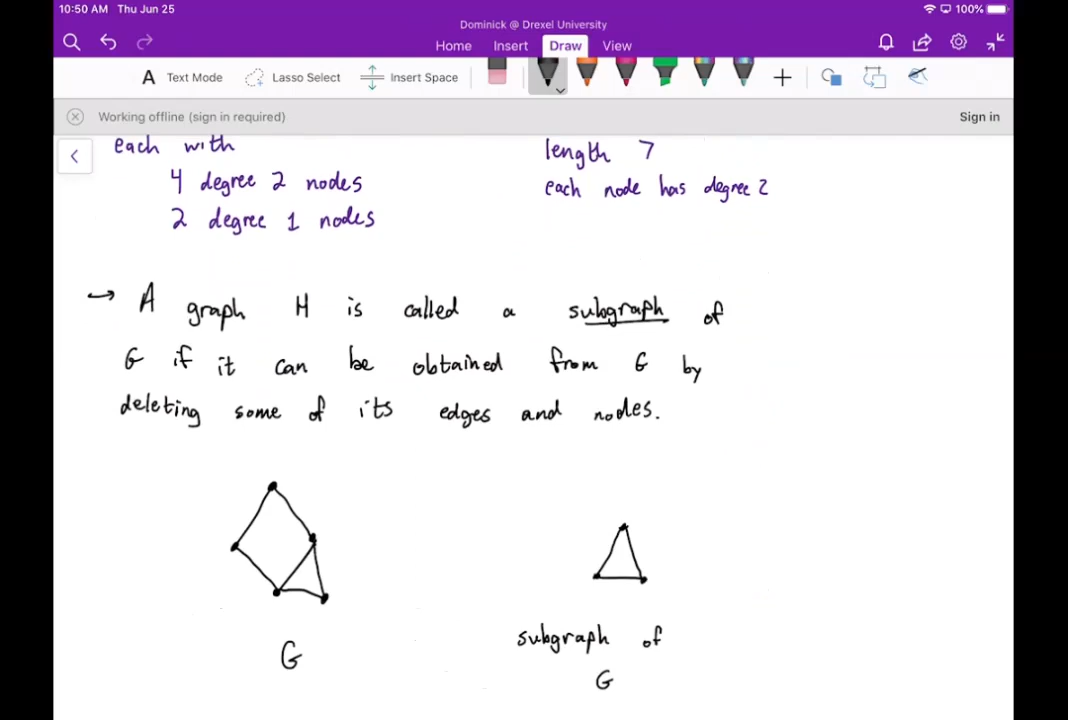 10:50 AM Thu Jun 25
100%
Dominick @ Drexel University
Home Insert Draw View
A Text Mode Lasso Select Insert Space
Working offline (sign in required) Sign in
each with
4 degree 2 nodes
2 degree 1 nodes
length 7
each node has degree 2
→ A graph H is called a subgraph of
G if it can be obtained from G by
deleting some of its edges and nodes.
G
subgraph of
G